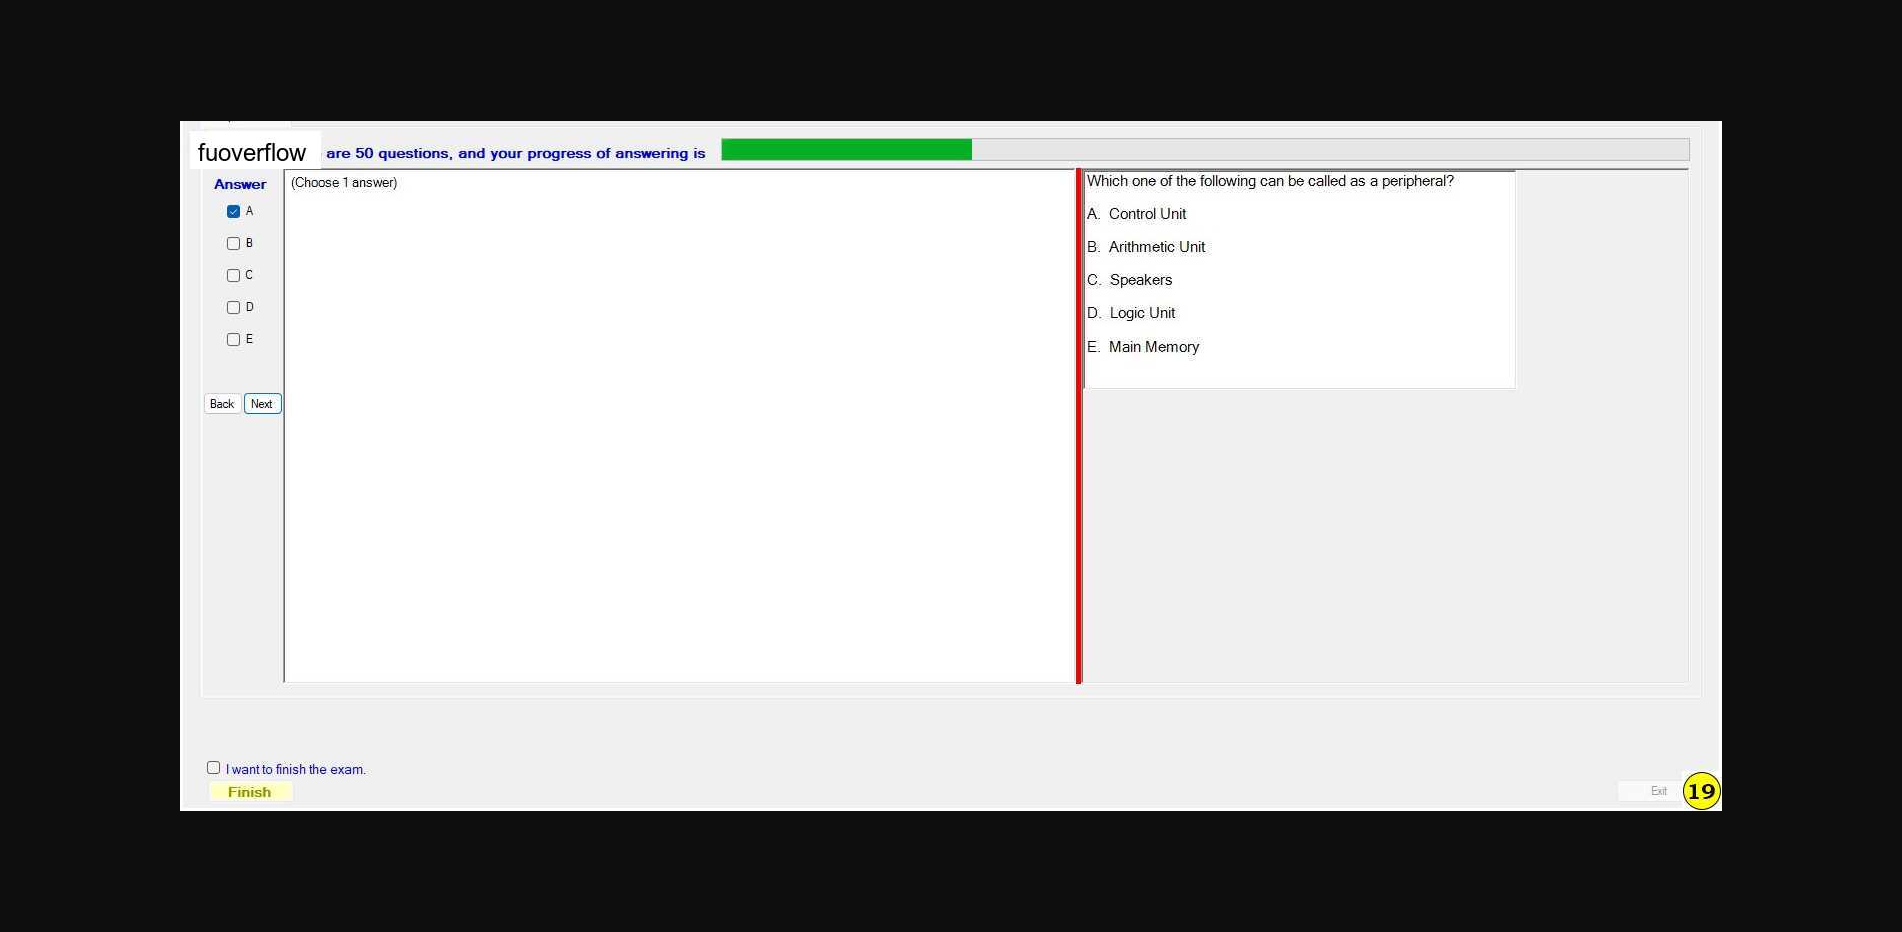 fuoverflow are 50 questions, and your progress of answering is
Answer
A
B
C
D
E
Back Next
(Choose 1 answer)
Which one of the following can be called as a peripheral?
A. Control Unit
B. Arithmetic Unit
C. Speakers
D. Logic Unit
E. Main Memory
I want to finish the exam.
Finish
Exit
19